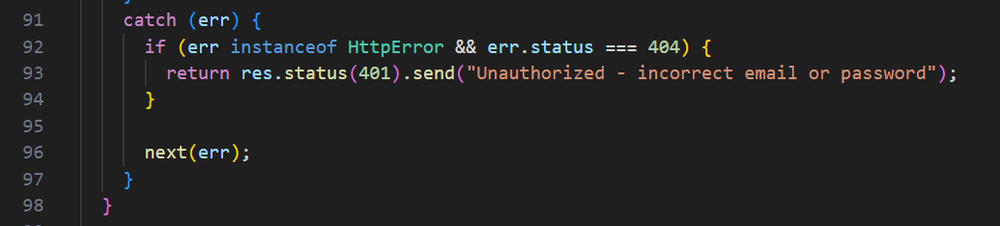 91 catch (err) {
92 if (err instanceof HttpError && err.status === 404) {
93 return res.status(401).send("Unauthorized - incorrect email or password");
94 }
95
96 next(err);
97 }
98 }